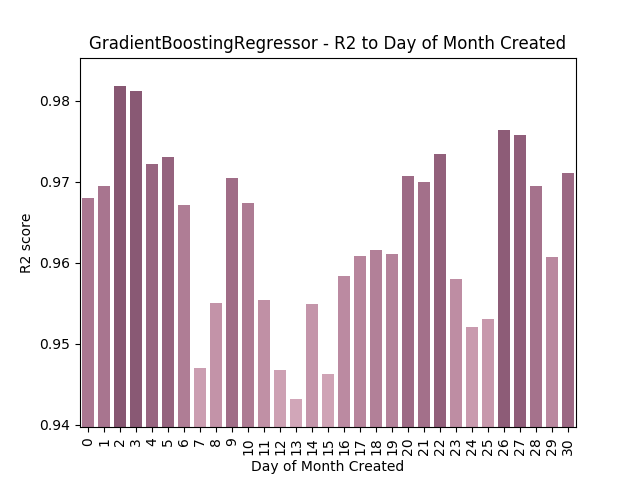 GradientBoostingRegressor - R2 to Day of Month Created
0.98
0.97
0.96
0.95
0.94
R2 score
0 1 2 3 4 5 6 7 8 9 10 11 12 13 14 15 16 17 18 19 20 21 22 23 24 25 26 27 28 29 30
Day of Month Created